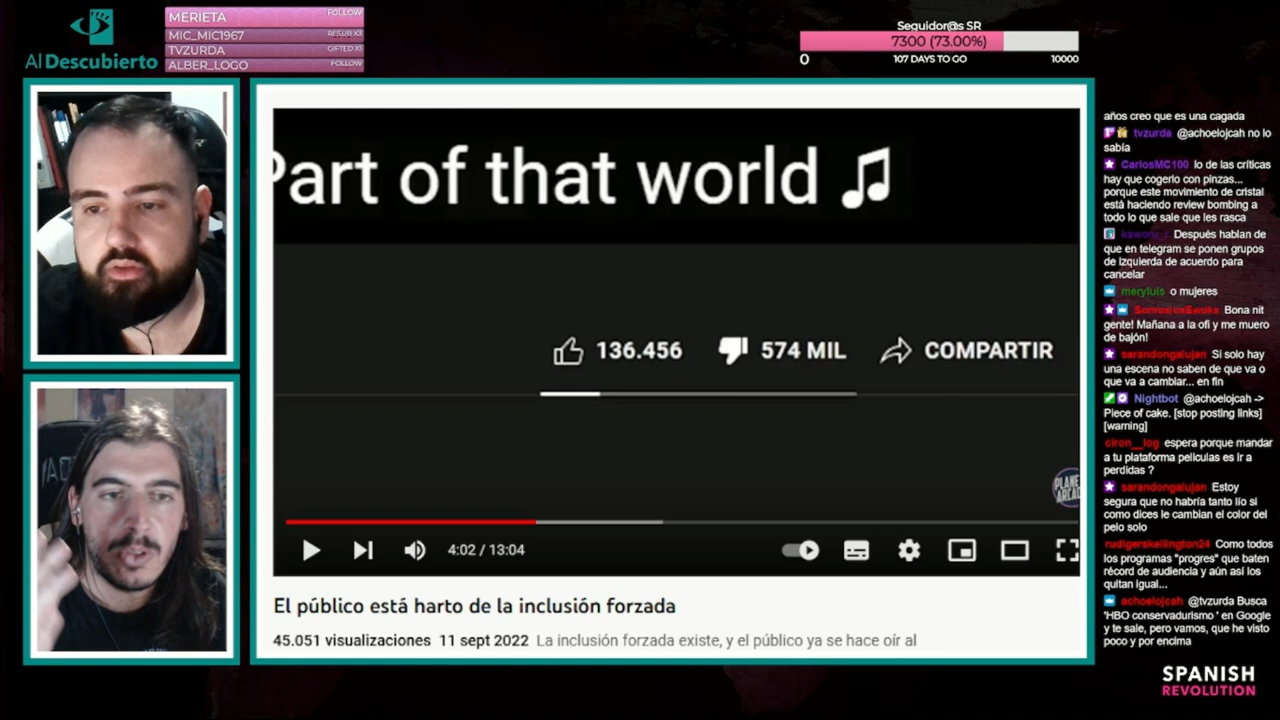 Al Descubierto
MERIETA FOLLOW
MIC_MIC1967 RESUB X3
TVZURDA GIFTED X1
ALBER_LOGO FOLLOW
Seguidor@s SR
7300 (73.00%)
0 107 DAYS TO GO 10000
Part of that world ♫
136.456 574 MIL COMPARTIR
4:02 / 13:04
El público está harto de la inclusión forzada
45.051 visualizaciones 11 sept 2022 La inclusión forzada existe, y el público ya se hace oír al
años creo que es una cagada
tvzurda @achoelojcah no lo
sabía
CarlosMC100 lo de las críticas
hay que cogerlo con pinzas...
porque este movimiento de cristal
está haciendo review bombing a
todo lo que sale que les rasca
Después hablan de
que en telegram se ponen grupos
de izquierda de acuerdo para
cancelar
meryluis o mujeres
Bona nit
gente! Mañana a la ofi y me muero
de bajón!
sarandongalujan Si solo hay
una escena no saben de que va o
que va a cambiar... en fin
Nightbot @achoelojcah ->
Piece of cake. [stop posting links]
[warning]
ciron__log espera porque mandar
a tu plataforma peliculas es ir a
perdidas ?
sarandongalujan Estoy
segura que no habría tanto lío si
como dices le cambian el color del
pelo solo
rudigerskellington24 Como todos
los programas "progres" que baten
récord de audiencia y aún así los
quitan igual...
achoelojcah @tvzurda Busca
'HBO conservadurismo ' en Google
y te sale, pero vamos, que he visto
poco y por encima
SPANISH
REVOLUTION